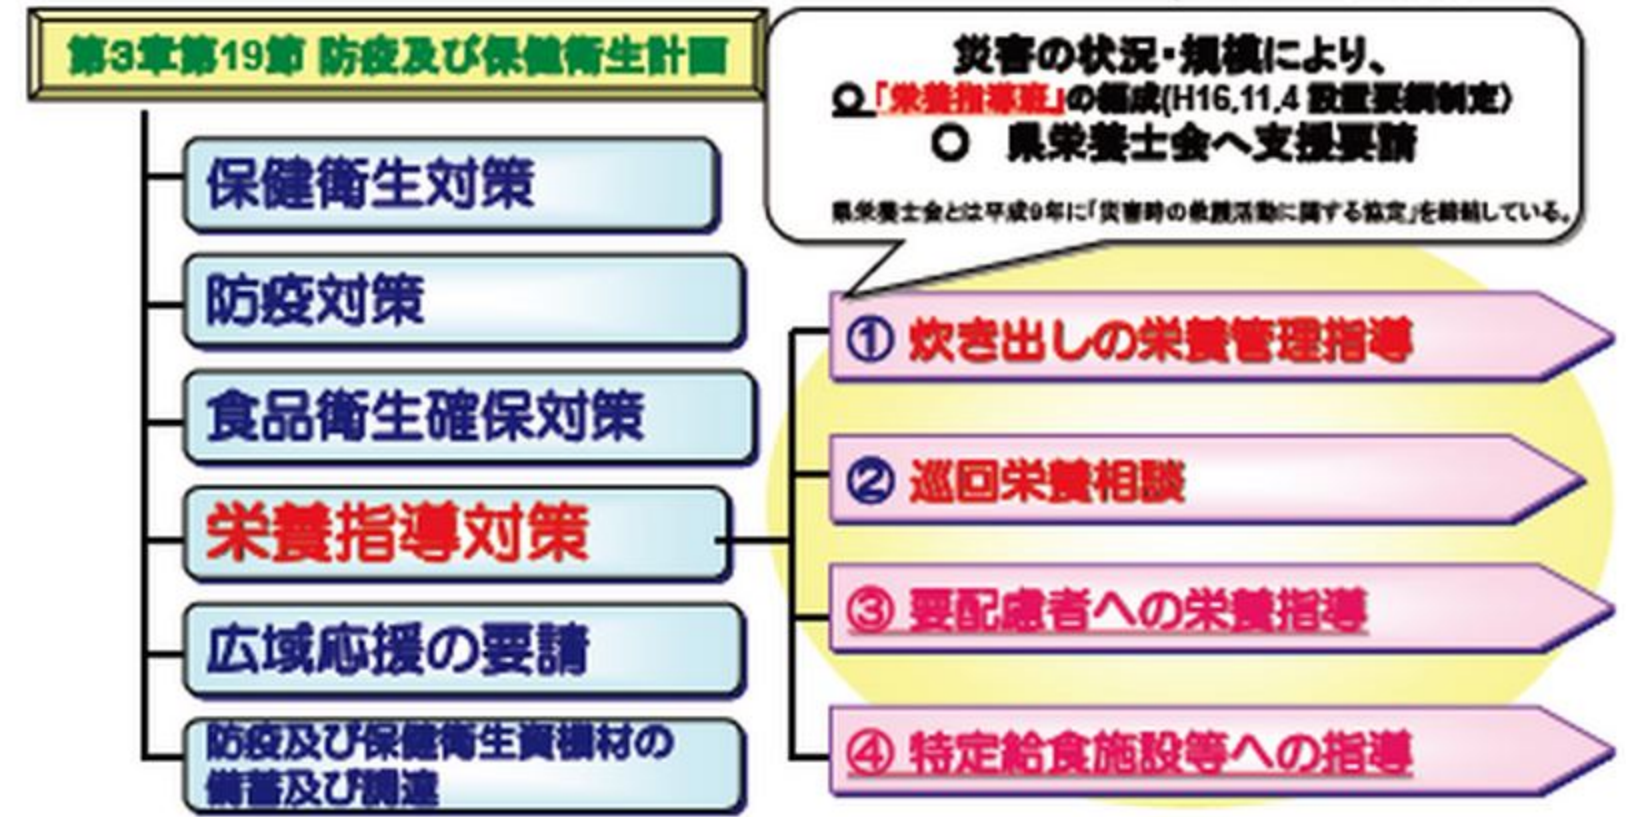 第3章第19節 防疫及び保健衛生計画
保健衛生対策
防疫対策
食品衛生確保対策
栄養指導対策
広域応援の要請
防疫及び保健衛生資機材の
備蓄及び調達
災害の状況・規模により、
○「栄養指導班」の編成(H16,11,4 設置要綱制定)
○ 県栄養士会へ支援要請
県栄養士会とは平成9年に「災害時の救護活動に関する協定」を締結している。
① 炊き出しの栄養管理指導
② 巡回栄養相談
③ 要配慮者への栄養指導
④ 特定給食施設等への指導